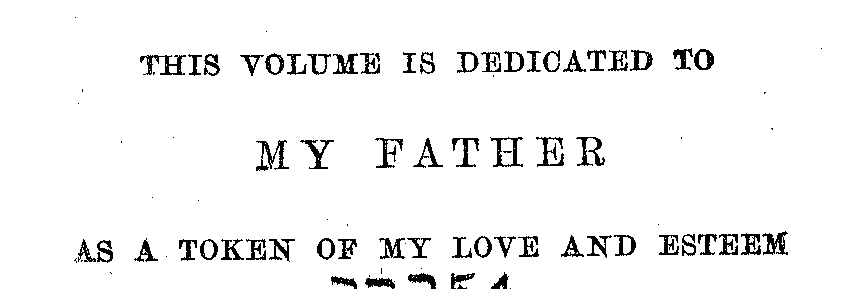 THIS VOLUME IS DEDICATED TO
MY FATHER
AS A TOKEN OF MY LOVE AND ESTEEM